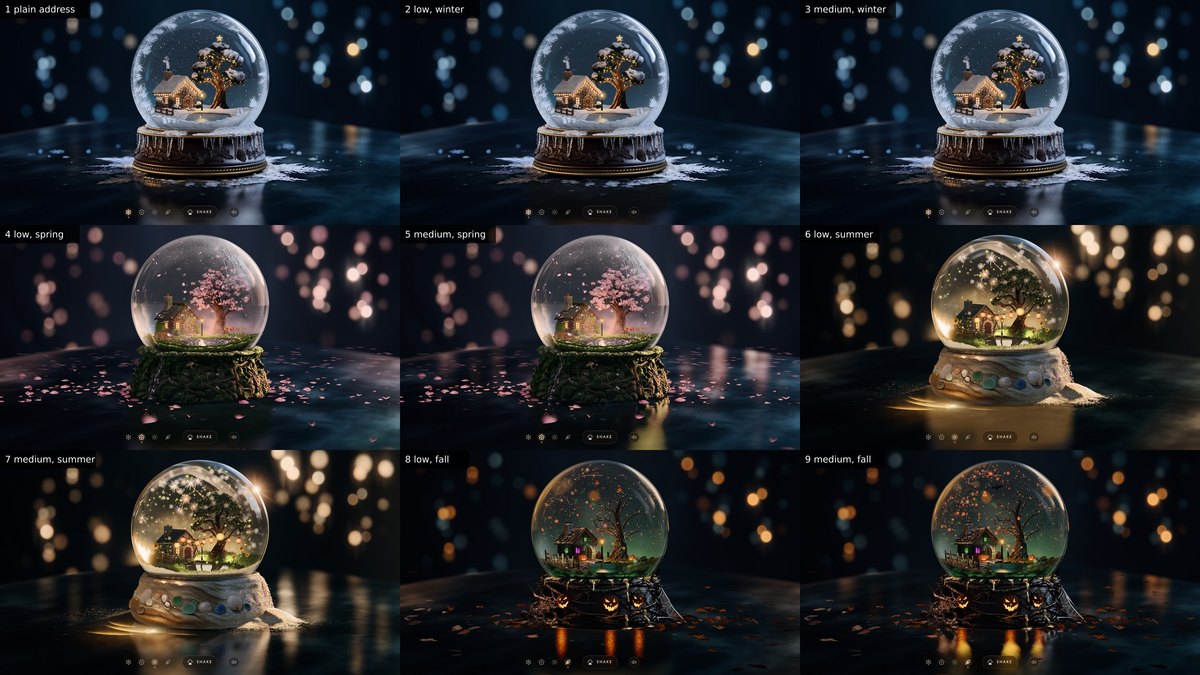 1 plain address
2 low, winter
3 medium, winter
SHAKE
SHAKE
SHAKE
4 low, spring
5 medium, spring
6 low, summer
SHAKE
SHAKE
SHAKE
7 medium, summer
8 low, fall
9 medium, fall
SHAKE
SHAKE
SHAKE